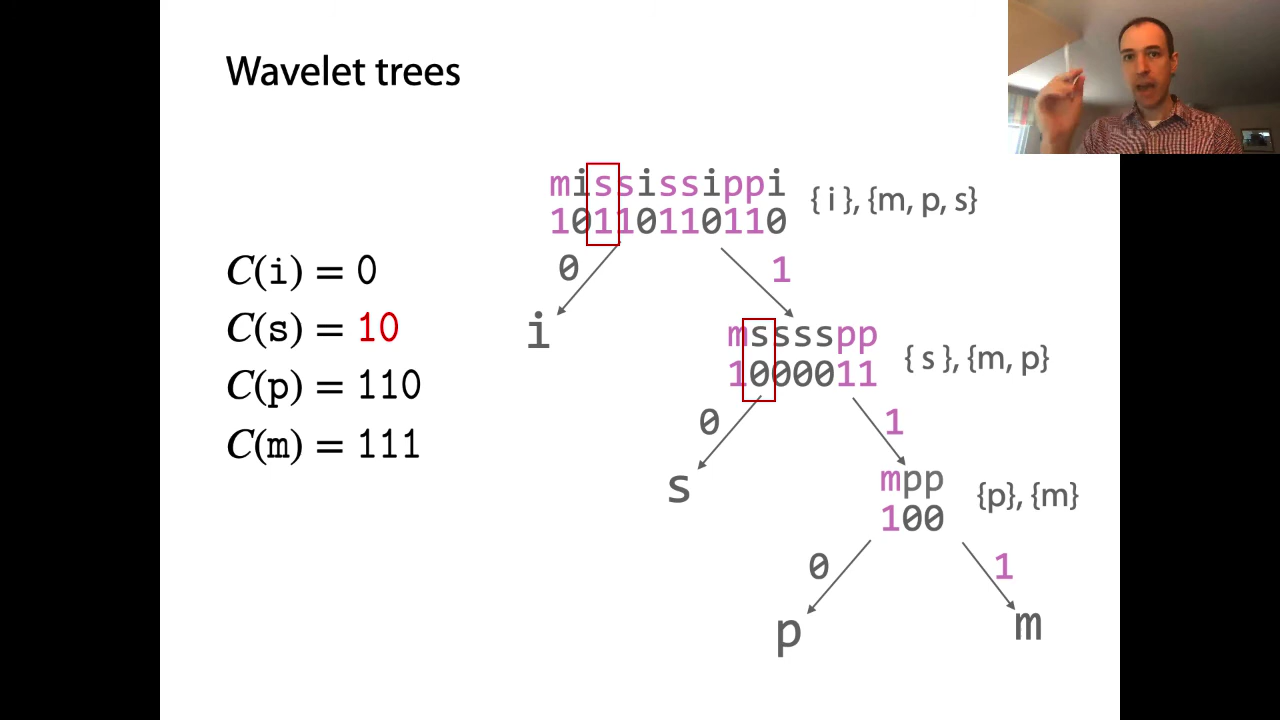 Wavelet trees
mississippi
10110110110
{ i }, {m, p, s}
0
1
C(i) = 0
C(s) = 10
C(p) = 110
C(m) = 111
i
msssspp
1000011
{ s }, {m, p}
0
1
s
mpp
100
{p}, {m}
0
1
p
m